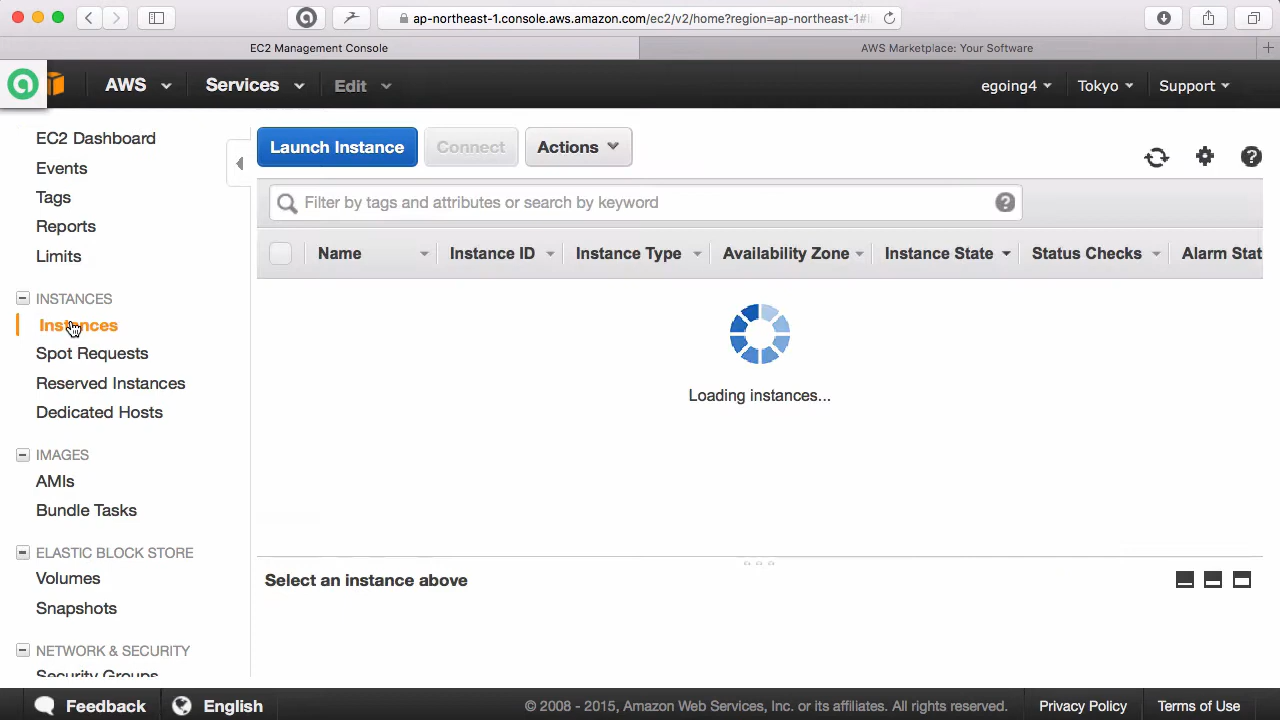 ap-northeast-1.console.aws.amazon.com/ec2/v2/home?region=ap-northeast-1#
EC2 Management Console
AWS Marketplace: Your Software
AWS
Services
Edit
egoing4
Tokyo
Support
EC2 Dashboard
Events
Tags
Reports
Limits
INSTANCES
Instances
Spot Requests
Reserved Instances
Dedicated Hosts
IMAGES
AMIs
Bundle Tasks
ELASTIC BLOCK STORE
Volumes
Snapshots
NETWORK & SECURITY
Security Groups
Launch Instance
Connect
Actions
Filter by tags and attributes or search by keyword
Name
Instance ID
Instance Type
Availability Zone
Instance State
Status Checks
Alarm Stat
Loading instances...
Select an instance above
Feedback
English
© 2008 - 2015, Amazon Web Services, Inc. or its affiliates. All rights reserved.
Privacy Policy
Terms of Use